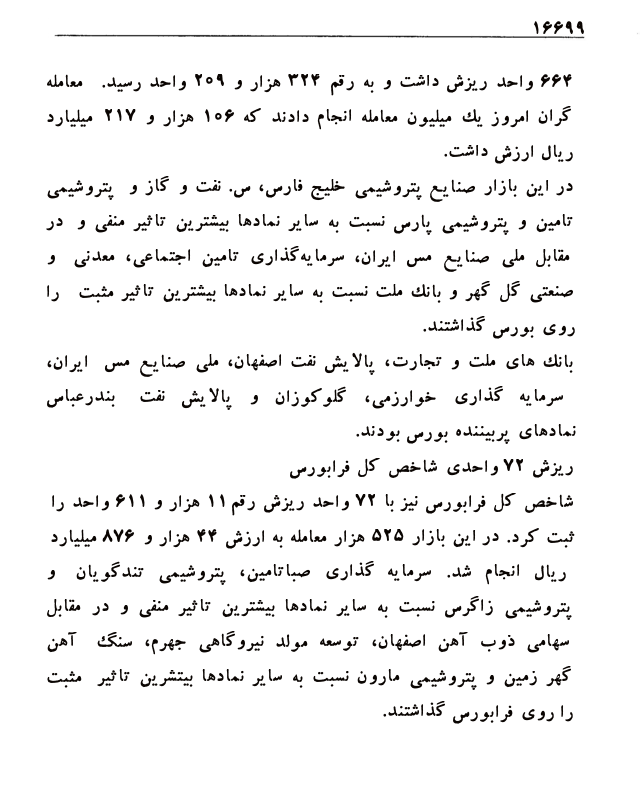 ۱۶۶۹۹
۶۶۴ واحد ریزش داشت و به رقم ۳۲۴ هزار و ۲۰۹ واحد رسید. معامله
گران امروز یك میلیون معامله انجام دادند که ۱۰۶ هزار و ۲۱۷ میلیارد
ریال ارزش داشت.
در این بازار صنایع پتروشیمی خلیج فارس، س. نفت و گاز و پتروشیمی
تامین و پتروشیمی پارس نسبت به سایر نمادها بیشترین تاثیر منفی و در
مقابل ملی صنایع مس ایران، سرمایه‌گذاری تامین اجتماعی، معدنی و
صنعتی گل گهر و بانك ملت نسبت به سایر نمادها بیشترین تاثیر مثبت را
روی بورس گذاشتند.
بانك های ملت و تجارت، پالایش نفت اصفهان، ملی صنایع مس ایران،
سرمایه گذاری خوارزمی، گلوکوزان و پالایش نفت بندرعباس
نمادهای پربیننده بورس بودند.
ریزش ۷۲ واحدی شاخص کل فرابورس
شاخص کل فرابورس نیز با ۷۲ واحد ریزش رقم ۱۱ هزار و ۶۱۱ واحد را
ثبت کرد. در این بازار ۵۲۵ هزار معامله به ارزش ۴۴ هزار و ۸۷۶ میلیارد
ریال انجام شد. سرمایه گذاری صباتامین، پتروشیمی تندگویان و
پتروشیمی زاگرس نسبت به سایر نمادها بیشترین تاثیر منفی و در مقابل
سهامی ذوب آهن اصفهان، توسعه مولد نیروگاهی جهرم، سنگ آهن
گهر زمین و پتروشیمی مارون نسبت به سایر نمادها بیتشرین تاثیر مثبت
را روی فرابورس گذاشتند.